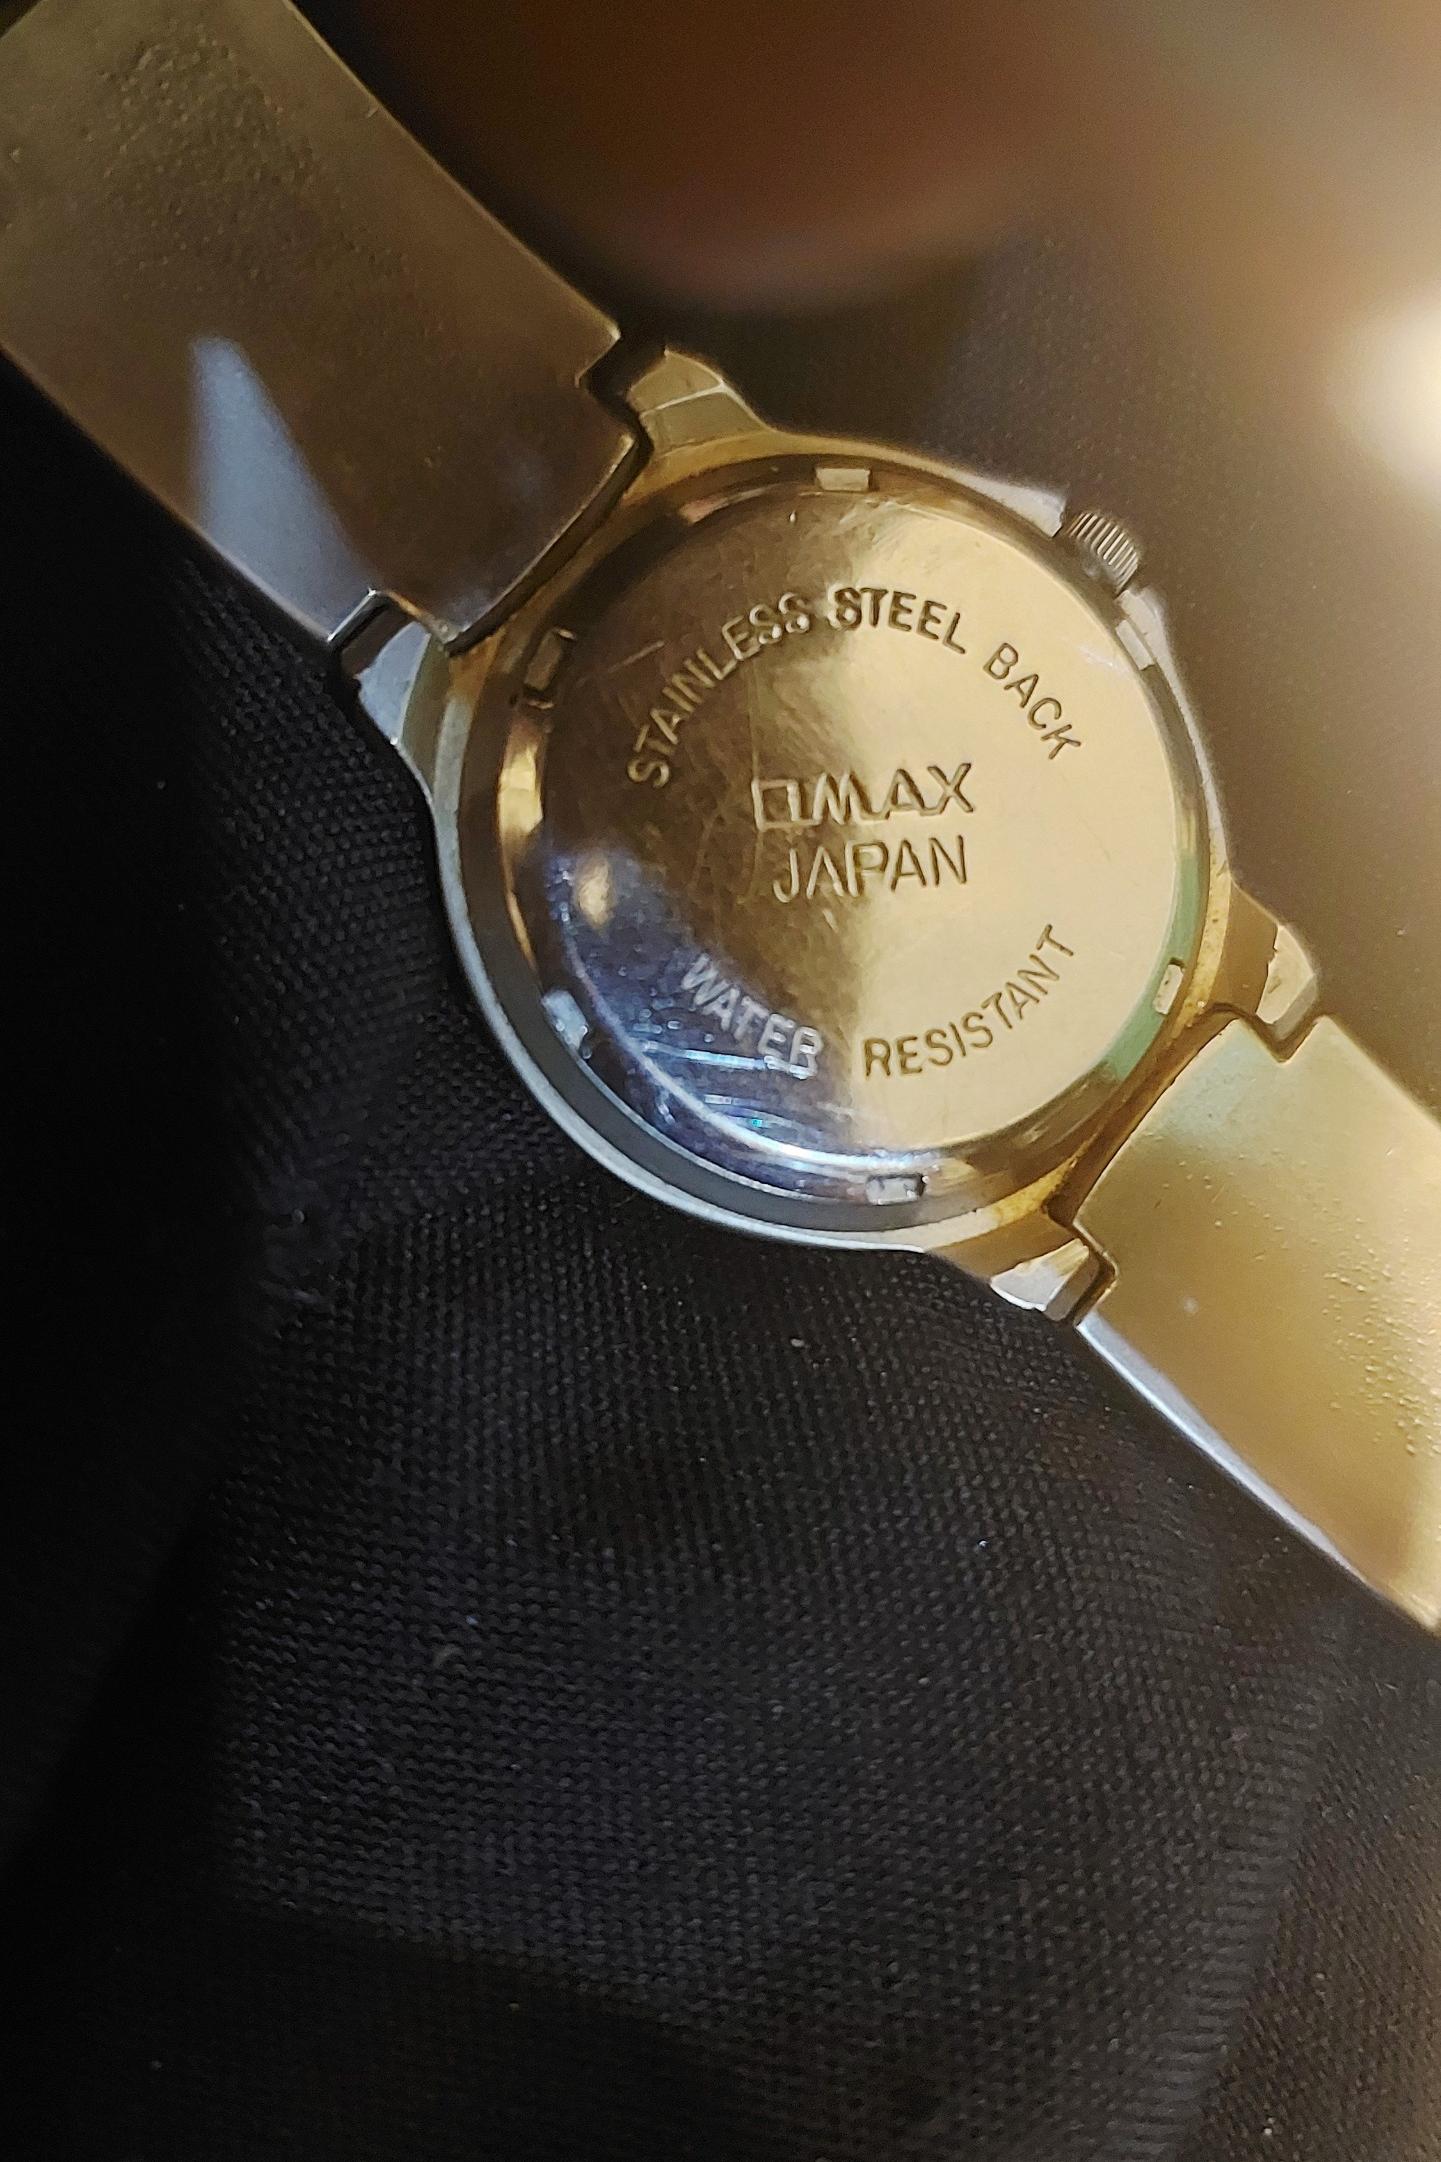 STAINLESS STEEL BACK
OMAX
JAPAN
WATER RESISTANT